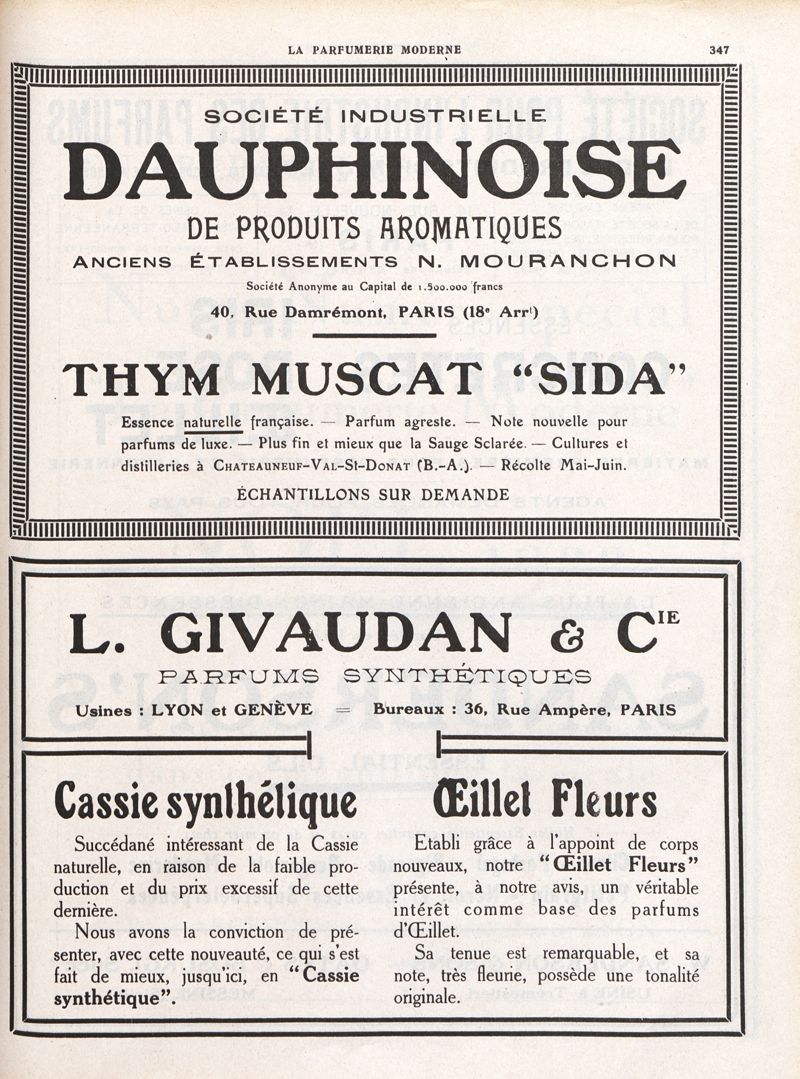 LA PARFUMERIE MODERNE 347
SOCIÉTÉ INDUSTRIELLE
DAUPHINOISE
DE PRODUITS AROMATIQUES
ANCIENS ÉTABLISSEMENTS N. MOURANCHON
Société Anonyme au Capital de 1.500.000 francs
40, Rue Damrémont, PARIS (18e Arrt)
THYM MUSCAT “SIDA”
Essence naturelle française. — Parfum agreste. — Note nouvelle pour
parfums de luxe. — Plus fin et mieux que la Sauge Sclarée. — Cultures et
distilleries à CHATEAUNEUF-VAL-St-DONAT (B.-A.). — Récolte Mai-Juin.
ÉCHANTILLONS SUR DEMANDE
L. GIVAUDAN & CIE
PARFUMS SYNTHÉTIQUES
Usines : LYON et GENÈVE = Bureaux : 36, Rue Ampère, PARIS
Cassie synthétique
Succédané intéressant de la Cassie
naturelle, en raison de la faible pro-
duction et du prix excessif de cette
dernière.
Nous avons la conviction de pré-
senter, avec cette nouveauté, ce qui s'est
fait de mieux, jusqu'ici, en “Cassie
synthétique”.
Œillet Fleurs
Etabli grâce à l'appoint de corps
nouveaux, notre “Œillet Fleurs”
présente, à notre avis, un véritable
intérêt comme base des parfums
d'Œillet.
Sa tenue est remarquable, et sa
note, très fleurie, possède une tonalité
originale.